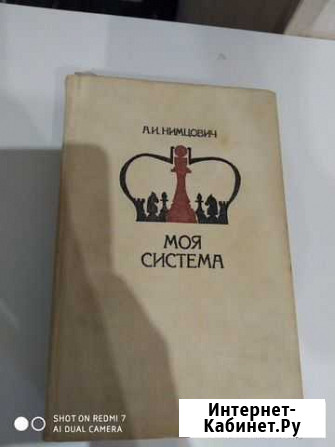 А.И. НИМЦОВИЧ
МОЯ
СИСТЕМА
SHOT ON REDMI 7
AI DUAL CAMERA
Интернет-
Кабинет.Ру